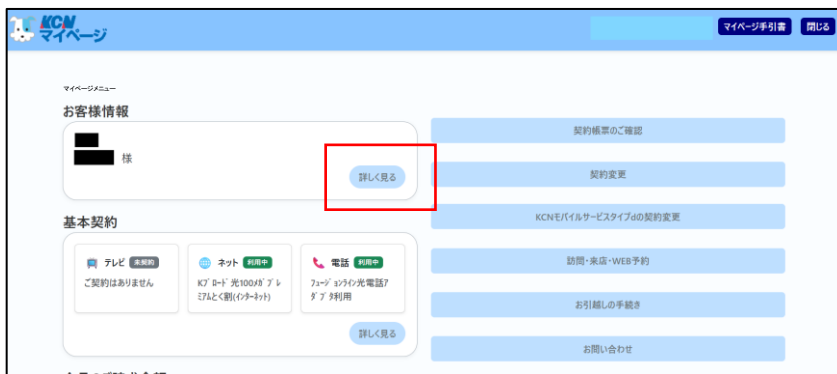 KCN
マイページ
マイページ手引書
閉じる
マイページメニュー
お客様情報
様
詳しく見る
基本契約
テレビ 未契約
ご契約はありません
ネット 利用中
Kブロード光100メガプレ
ミアムとく割(インターネット)
電話 利用中
フュージョンライン光電話ア
ダプタ利用
詳しく見る
契約帳票のご確認
契約変更
KCNモバイルサービスタイプdの契約変更
訪問・来店・WEB予約
お引越しの手続き
お問い合わせ